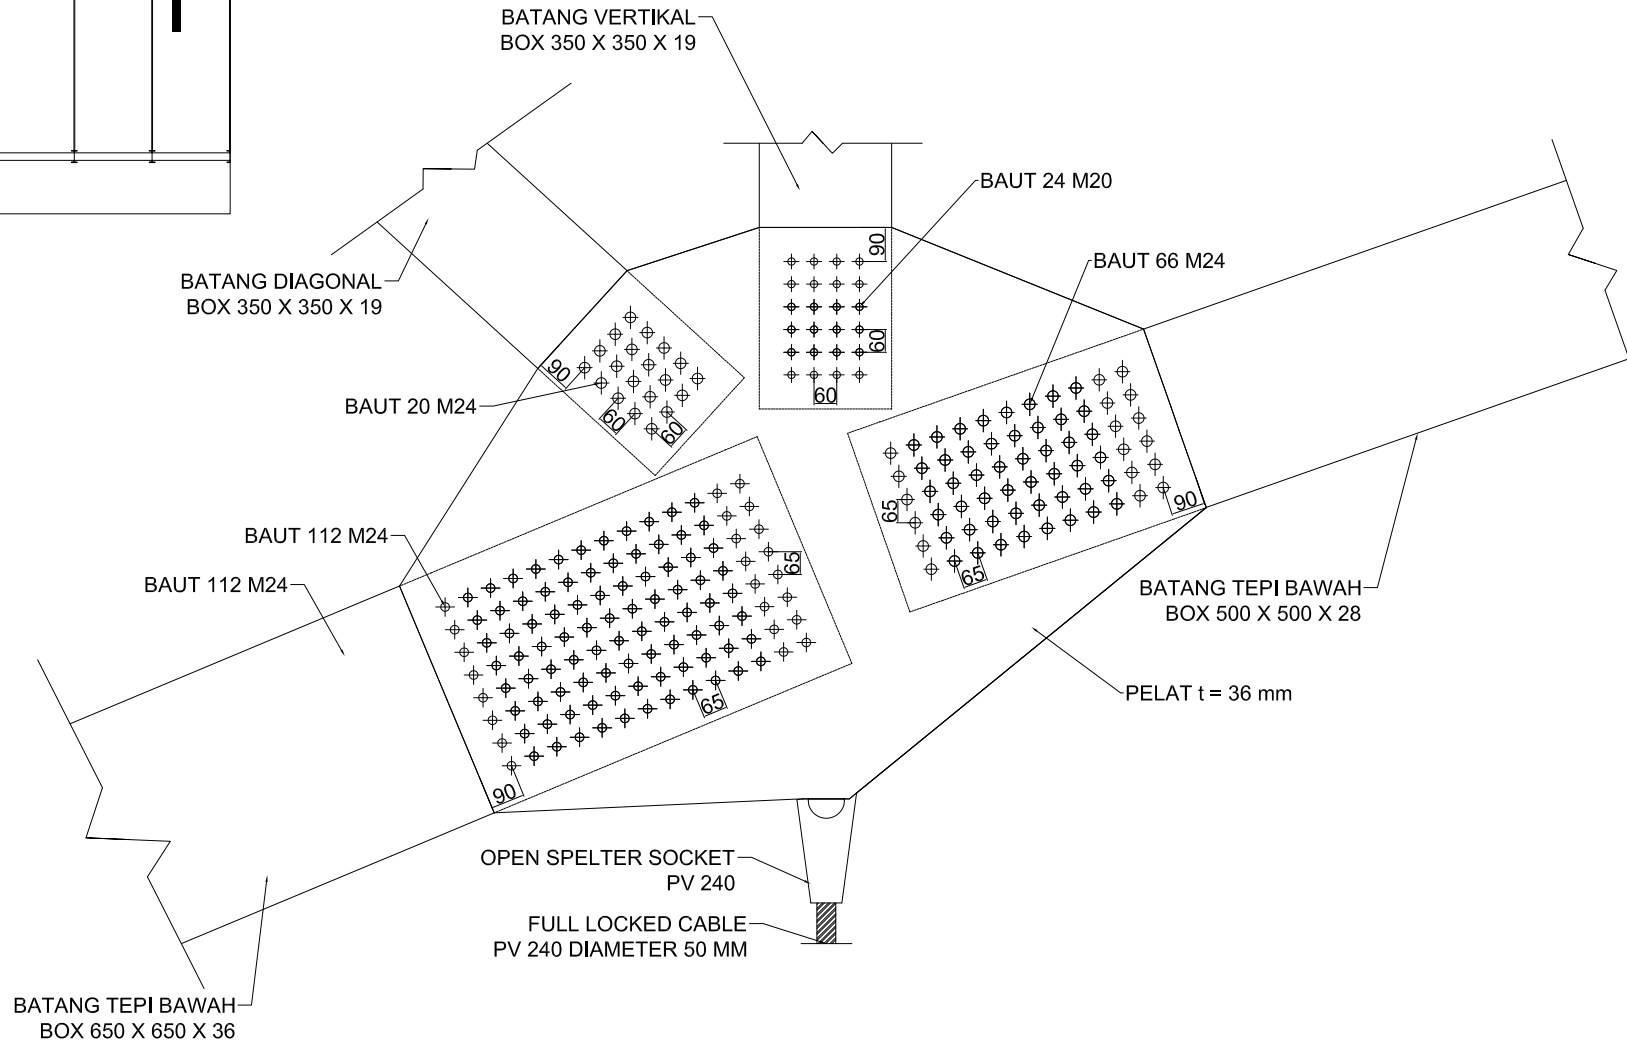 BATANG VERTIKAL
BOX 350 X 350 X 19
BAUT 24 M20
90
BAUT 66 M24
BATANG DIAGONAL
BOX 350 X 350 X 19
60
90
60
BAUT 20 M24
60
60
90
65
65
BAUT 112 M24
65
BAUT 112 M24
BATANG TEPI BAWAH
BOX 500 X 500 X 28
65
PELAT t = 36 mm
90
OPEN SPELTER SOCKET
PV 240
FULL LOCKED CABLE
PV 240 DIAMETER 50 MM
BATANG TEPI BAWAH
BOX 650 X 650 X 36